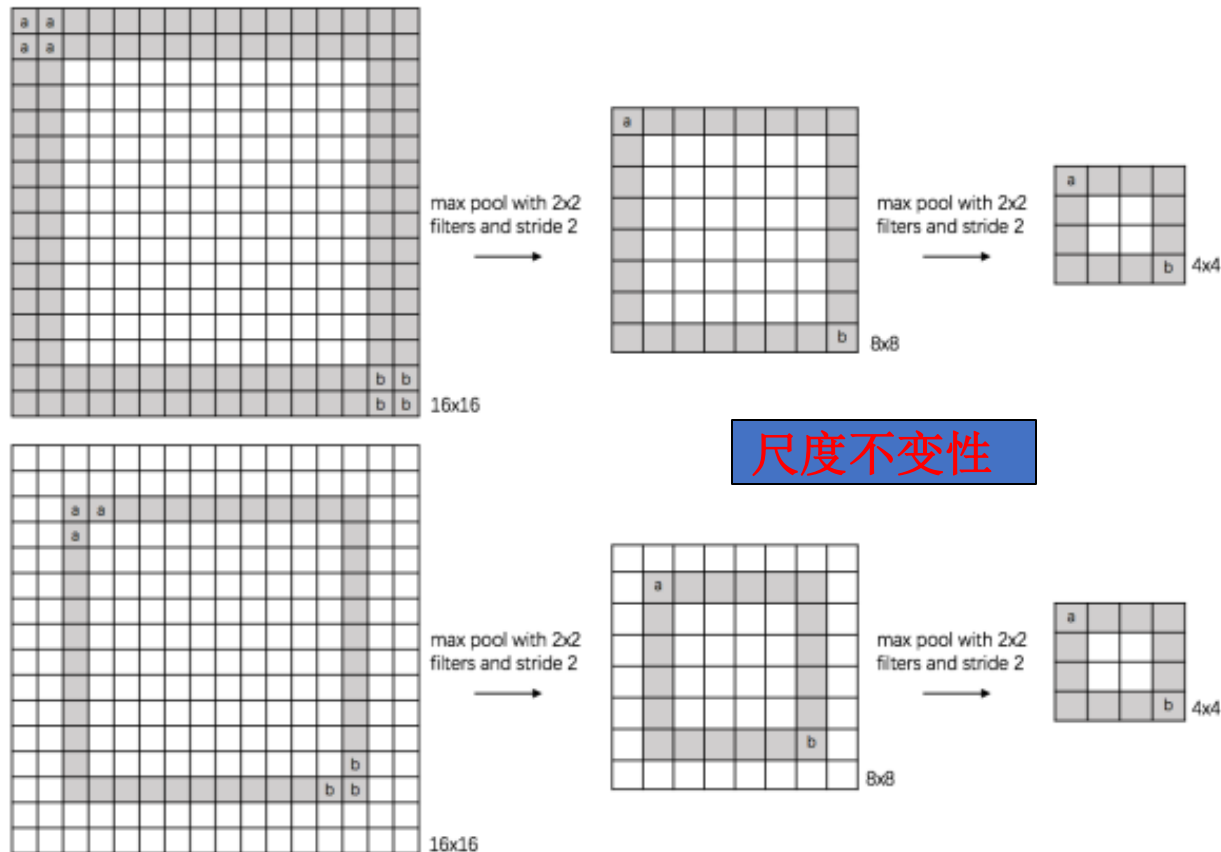 a a
a a
b b
b b
16x16
max pool with 2x2
filters and stride 2
a
b
8x8
max pool with 2x2
filters and stride 2
a
b
4x4
尺度不变性
a a
a
b
b b
16x16
max pool with 2x2
filters and stride 2
a
b
8x8
max pool with 2x2
filters and stride 2
a
b
4x4